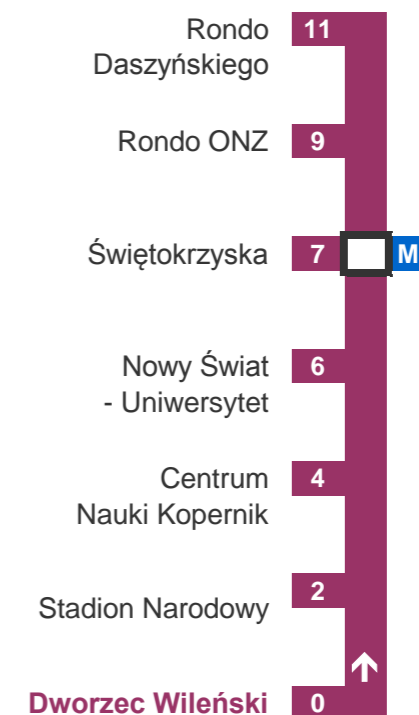 Rondo 11
Daszyńskiego
Rondo ONZ 9
Świętokrzyska 7 M
Nowy Świat 6
- Uniwersytet
Centrum 4
Nauki Kopernik
Stadion Narodowy 2
Dworzec Wileński 0